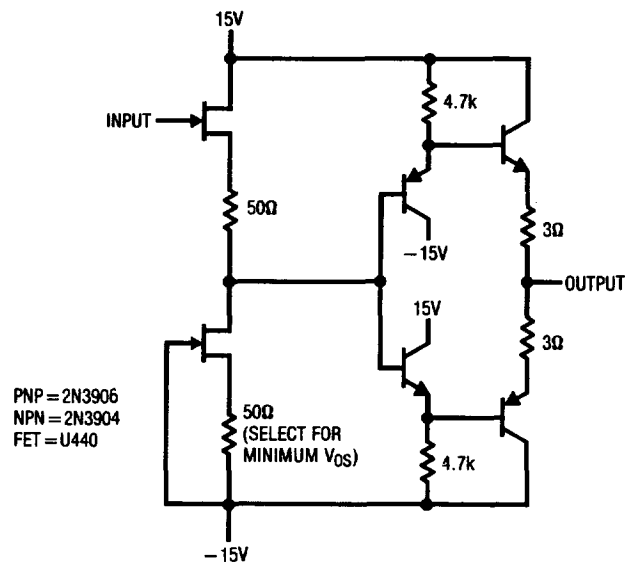 15V
4.7k
INPUT
50Ω
3Ω
−15V
OUTPUT
15V
3Ω
PNP = 2N3906
NPN = 2N3904
FET = U440
50Ω
(SELECT FOR
MINIMUM VOS)
4.7k
−15V